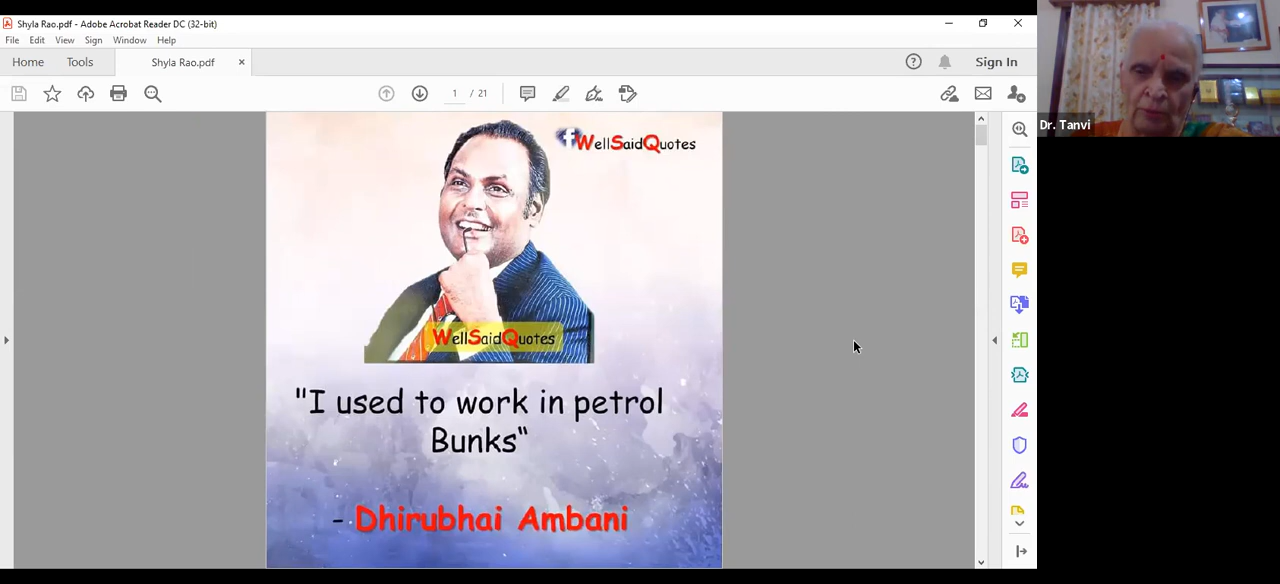 Shyla Rao.pdf - Adobe Acrobat Reader DC (32-bit)
File Edit View Sign Window Help
Home Tools Shyla Rao.pdf × Sign In
1 / 21
Dr. Tanvi
f WellSaidQuotes
WellSaidQuotes
"I used to work in petrol
Bunks“
- Dhirubhai Ambani